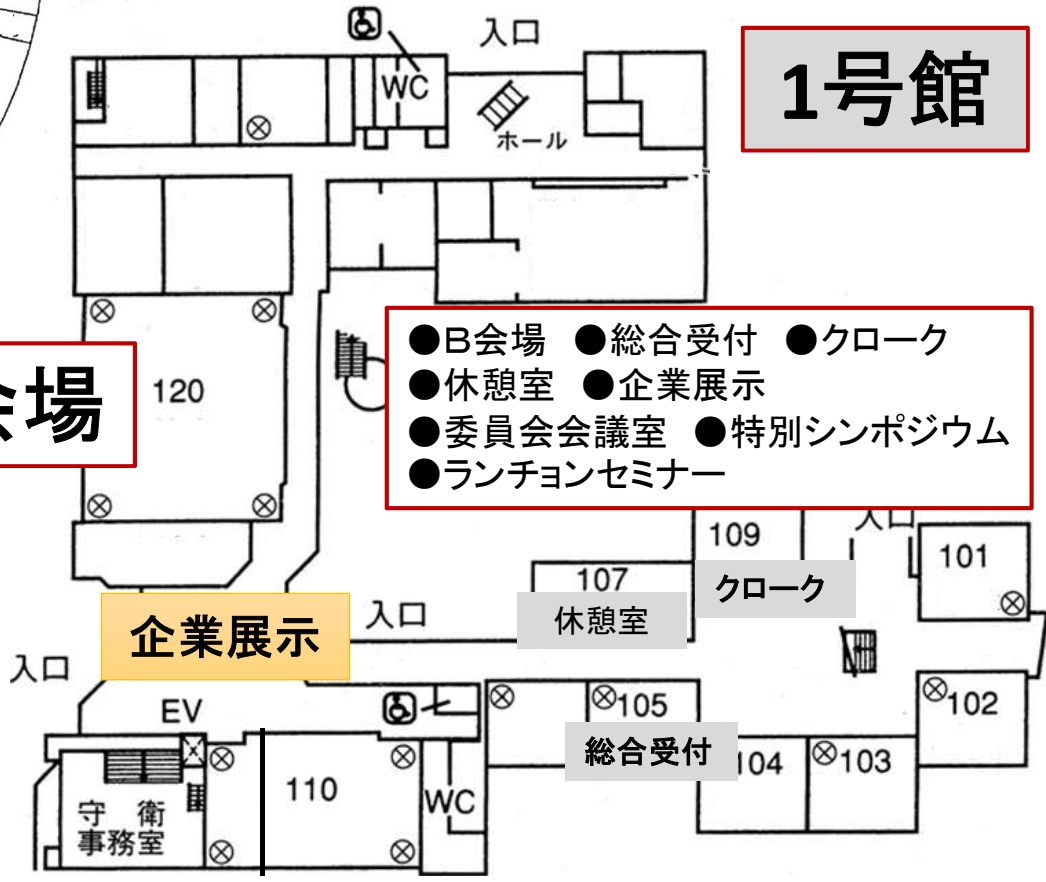 入口
1号館
WC
ホール
●B会場 ●総合受付 ●クローク
●休憩室 ●企業展示
●委員会会議室 ●特別シンポジウム
●ランチョンセミナー
120
会場
109
入口
101
107
クローク
休憩室
企業展示
入口
入口
EV
105
102
総合受付
104
103
110
WC
守 衛
事務室